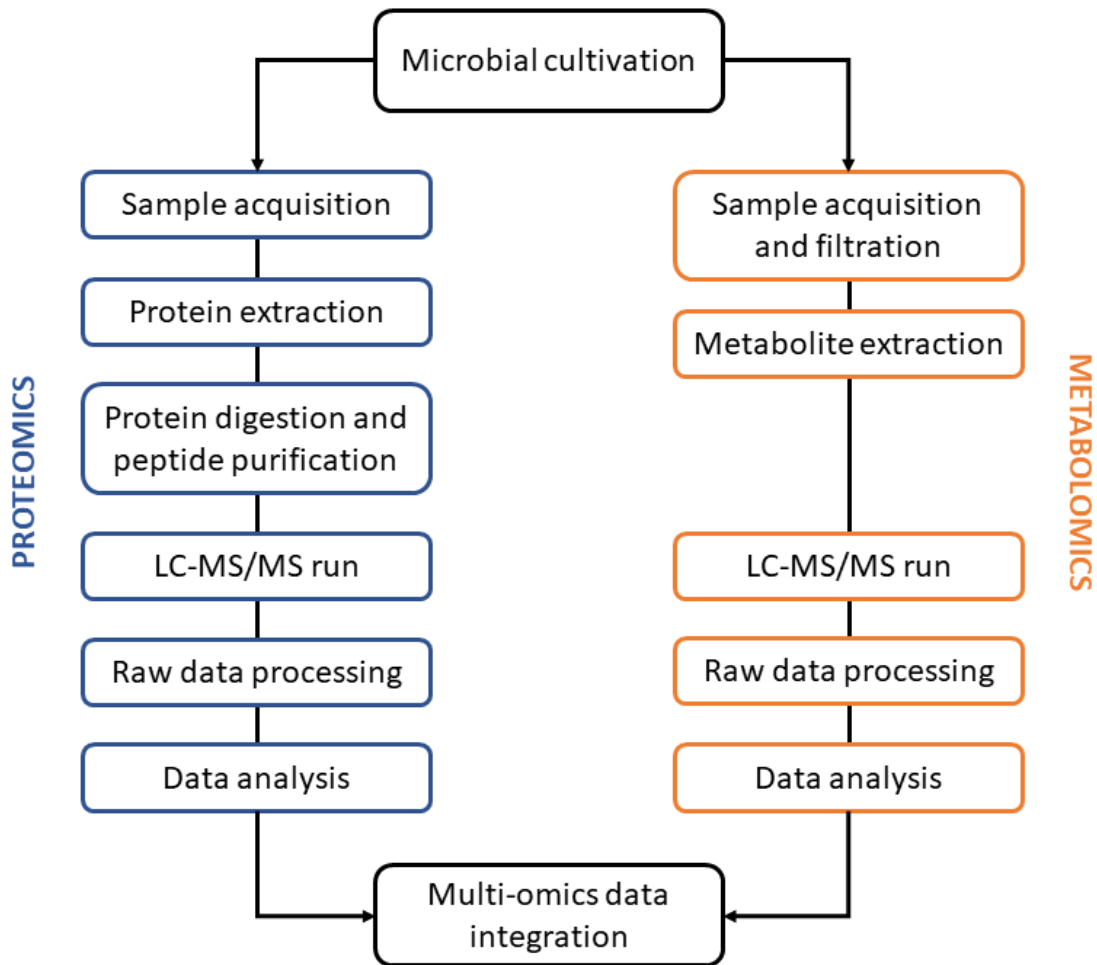 Microbial cultivation
PROTEOMICS
Sample acquisition
Protein extraction
Protein digestion and
peptide purification
LC-MS/MS run
Raw data processing
Data analysis
Sample acquisition
and filtration
Metabolite extraction
LC-MS/MS run
Raw data processing
Data analysis
METABOLOMICS
Multi-omics data
integration